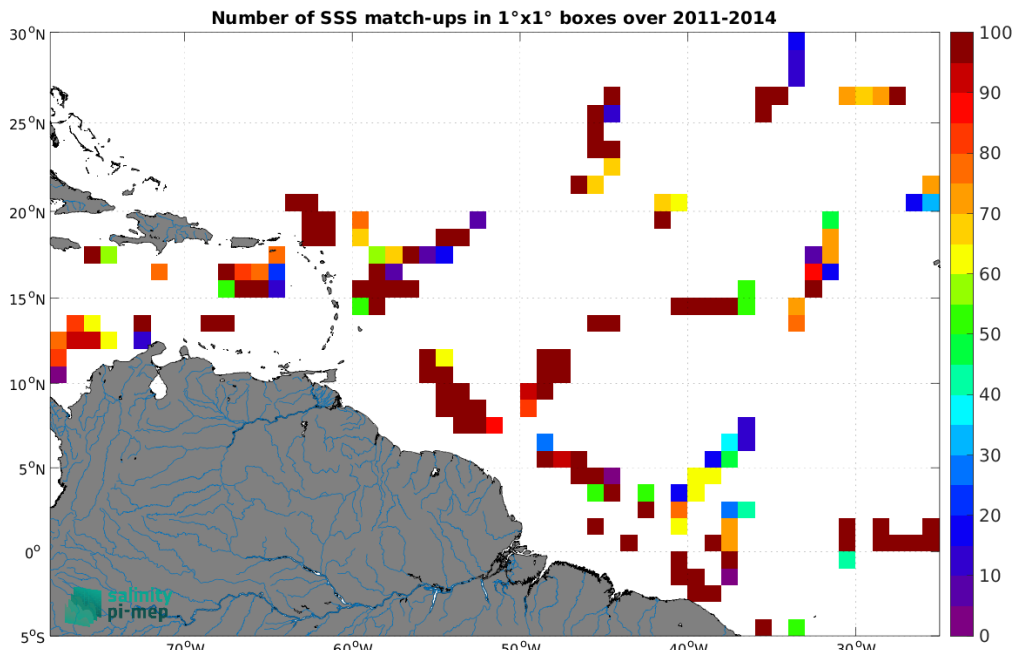 Number of SSS match-ups in 1°x1° boxes over 2011-2014
30°N
25°N
20°N
15°N
10°N
5°N
0°
5°S
70°W
60°W
50°W
40°W
30°W
100
90
80
70
60
50
40
30
20
10
0
salinity
pi-mep